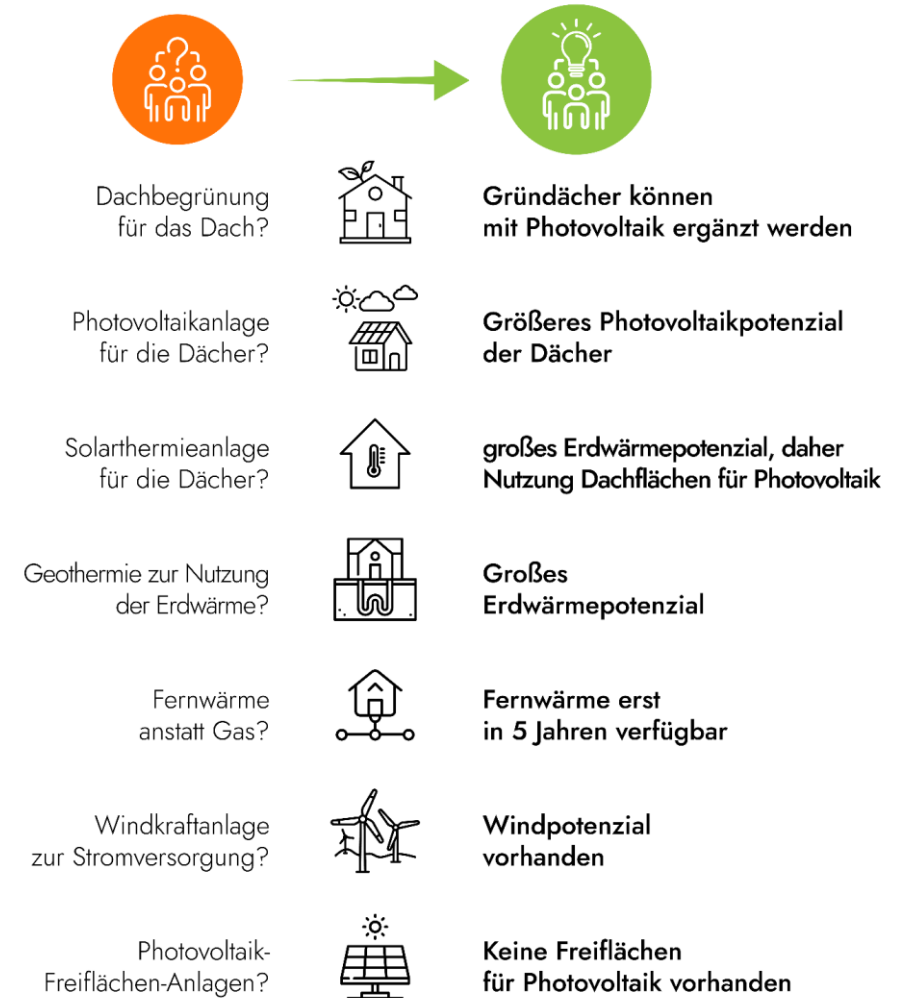 Dachbegrünung
für das Dach?
Gründächer können
mit Photovoltaik ergänzt werden
Photovoltaikanlage
für die Dächer?
Größeres Photovoltaikpotenzial
der Dächer
Solarthermieanlage
für die Dächer?
großes Erdwärmepotenzial, daher
Nutzung Dachflächen für Photovoltaik
Geothermie zur Nutzung
der Erdwärme?
Großes
Erdwärmepotenzial
Fernwärme
anstatt Gas?
Fernwärme erst
in 5 Jahren verfügbar
Windkraftanlage
zur Stromversorgung?
Windpotenzial
vorhanden
Photovoltaik-
Freiflächen-Anlagen?
Keine Freiflächen
für Photovoltaik vorhanden